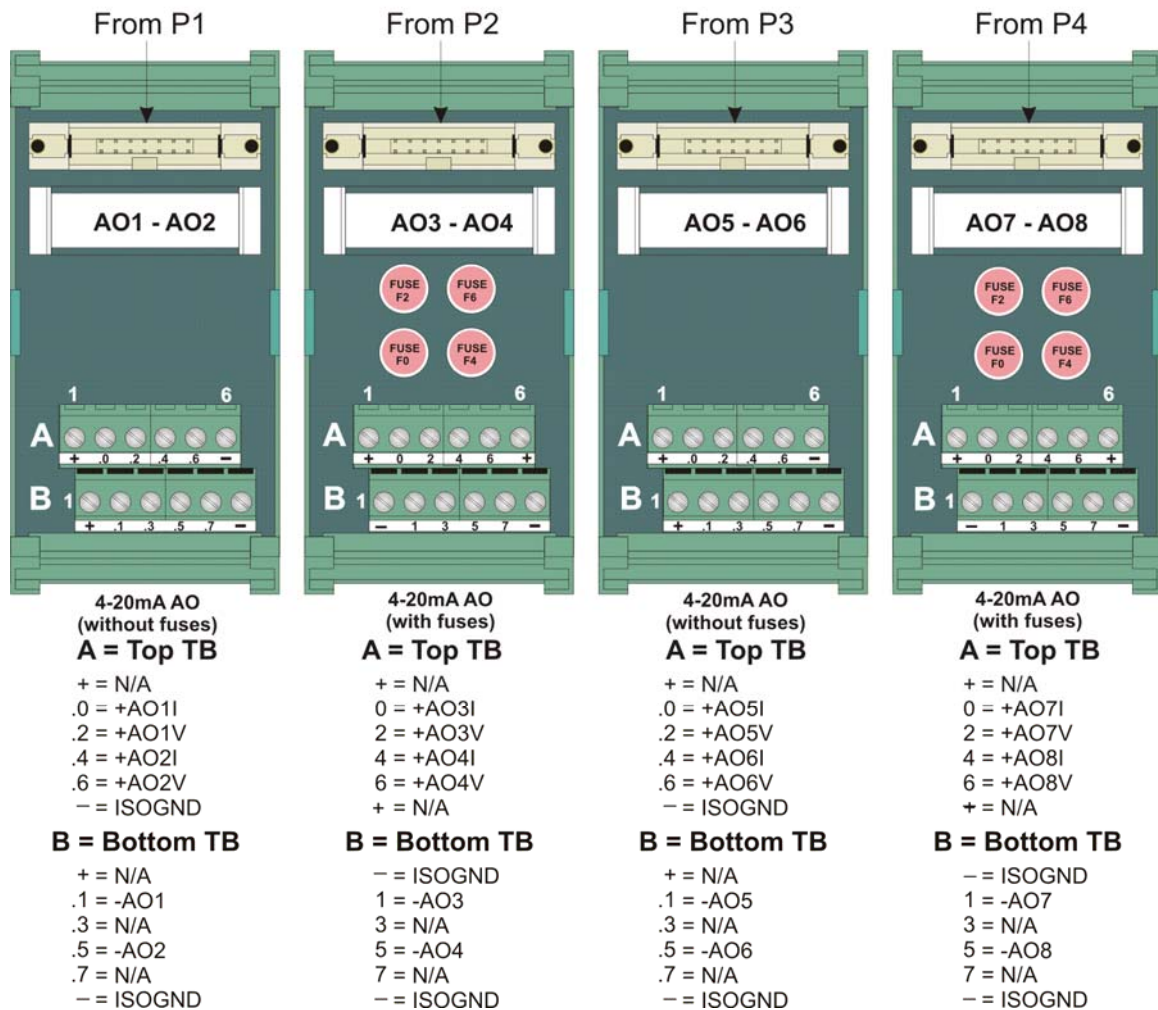 From P1
AO1 - AO2
1 6
A
+ .0 .2 .4 .6 −
B 1
+ .1 .3 .5 .7 −
4-20mA AO
(without fuses)
A = Top TB
+ = N/A
.0 = +AO1I
.2 = +AO1V
.4 = +AO2I
.6 = +AO2V
− = ISOGND
B = Bottom TB
+ = N/A
.1 = -AO1
.3 = N/A
.5 = -AO2
.7 = N/A
− = ISOGND
From P2
AO3 - AO4
FUSE F2
FUSE F6
FUSE F0
FUSE F4
1 6
A
+ 0 2 4 6 +
B 1
− 1 3 5 7 −
4-20mA AO
(with fuses)
A = Top TB
+ = N/A
0 = +AO3I
2 = +AO3V
4 = +AO4I
6 = +AO4V
+ = N/A
B = Bottom TB
− = ISOGND
1 = -AO3
3 = N/A
5 = -AO4
7 = N/A
− = ISOGND
From P3
AO5 - AO6
1 6
A
+ .0 .2 .4 .6 −
B 1
+ .1 .3 .5 .7 −
4-20mA AO
(without fuses)
A = Top TB
+ = N/A
.0 = +AO5I
.2 = +AO5V
.4 = +AO6I
.6 = +AO6V
− = ISOGND
B = Bottom TB
+ = N/A
.1 = -AO5
.3 = N/A
.5 = -AO6
.7 = N/A
− = ISOGND
From P4
AO7 - AO8
FUSE F2
FUSE F6
FUSE F0
FUSE F4
1 6
A
+ 0 2 4 6 +
B 1
− 1 3 5 7 −
4-20mA AO
(with fuses)
A = Top TB
+ = N/A
0 = +AO7I
2 = +AO7V
4 = +AO8I
6 = +AO8V
+ = N/A
B = Bottom TB
− = ISOGND
1 = -AO7
3 = N/A
5 = -AO8
7 = N/A
− = ISOGND